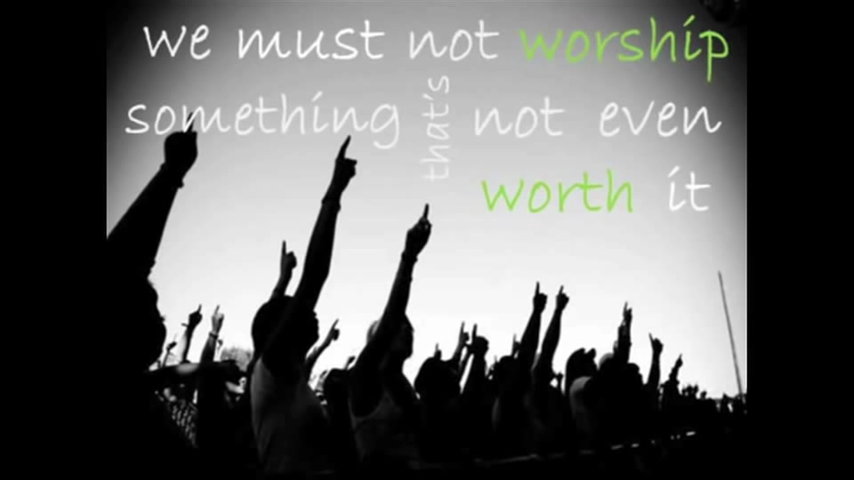 we must not worship
something that's not even
worth it